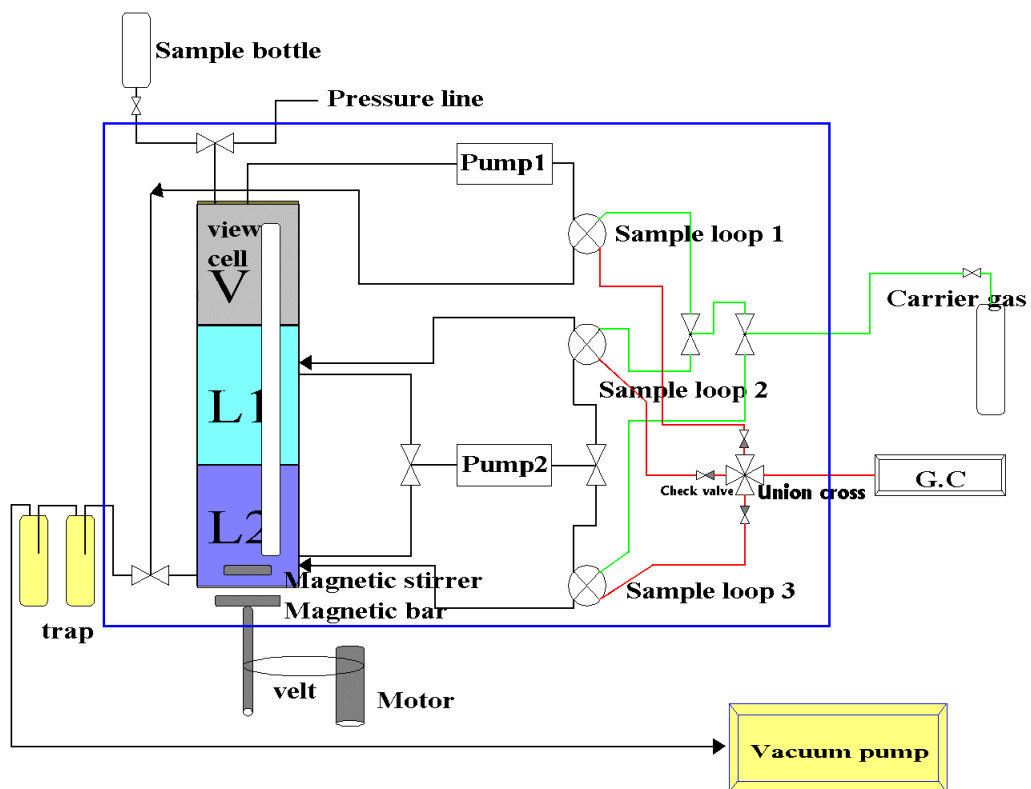 Sample bottle
Pressure line
Pump1
view
cell
V
Sample loop 1
Carrier gas
L1
Sample loop 2
Pump2
Check valve
Union cross
G.C
L2
Magnetic stirrer
Magnetic bar
Sample loop 3
trap
velt
Motor
Vacuum pump